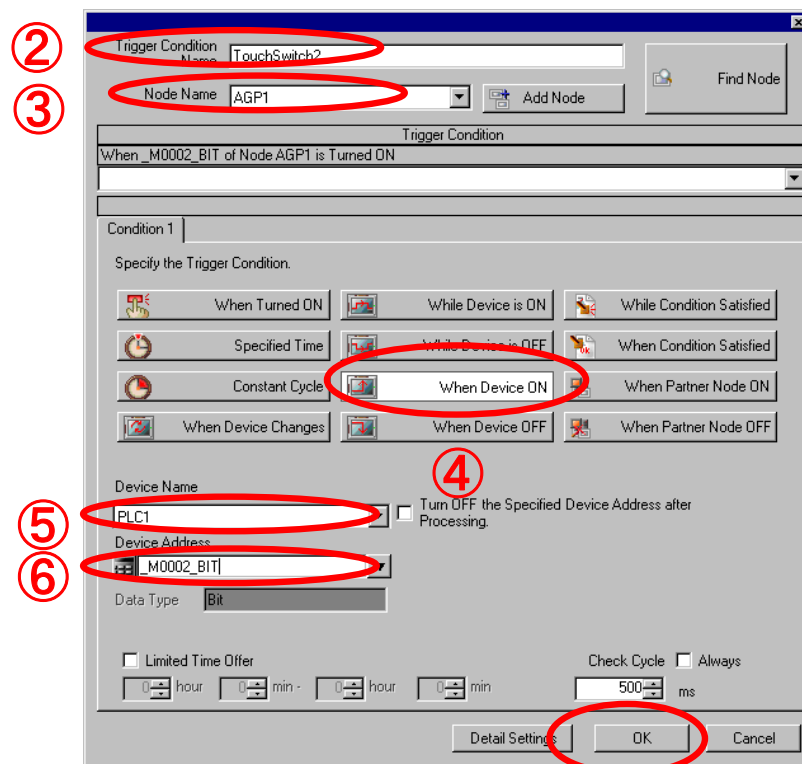 ②
Trigger Condition
Name TouchSwitch2
Find Node
③
Node Name AGP1 Add Node
Trigger Condition
When _M0002_BIT of Node AGP1 is Turned ON
Condition 1
Specify the Trigger Condition.
When Turned ON While Device is ON While Condition Satisfied
Specified Time While Device is OFF When Condition Satisfied
Constant Cycle When Device ON When Partner Node ON
When Device Changes When Device OFF When Partner Node OFF
④
Device Name
⑤
PLC1 Turn OFF the Specified Device Address after
Processing.
Device Address
⑥
_M0002_BIT
Data Type Bit
Limited Time Offer Check Cycle Always
0 hour 0 min - 0 hour 0 min 500 ms
Detail Settings OK Cancel